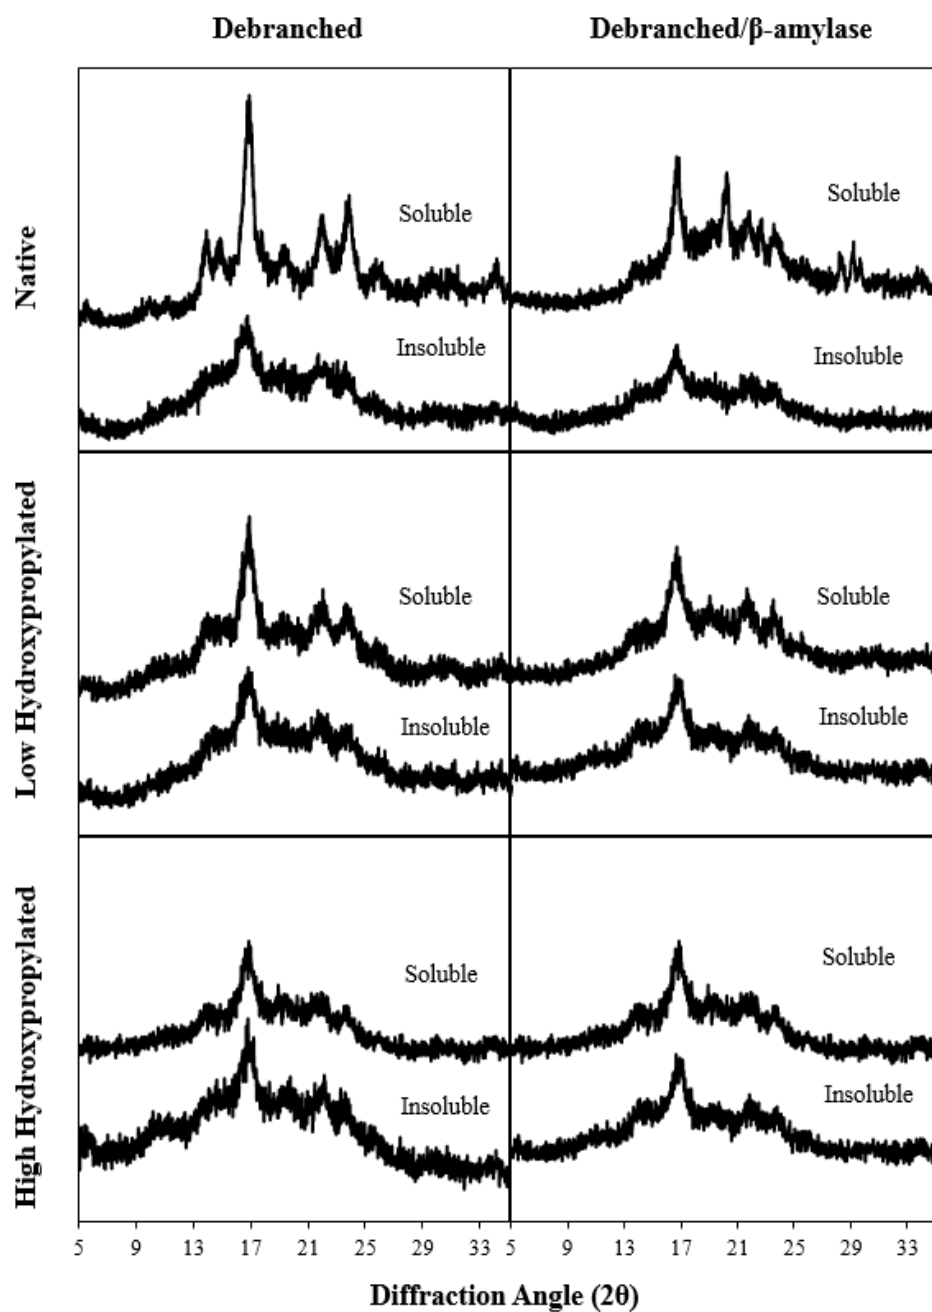 Debranched
Debranched/β-amylase
Native
Soluble
Soluble
Insoluble
Insoluble
Low Hydroxypropylated
Soluble
Soluble
Insoluble
Insoluble
High Hydroxypropylated
Soluble
Soluble
Insoluble
Insoluble
5 9 13 17 21 25 29 33 5 9 13 17 21 25 29 33
Diffraction Angle (2θ)